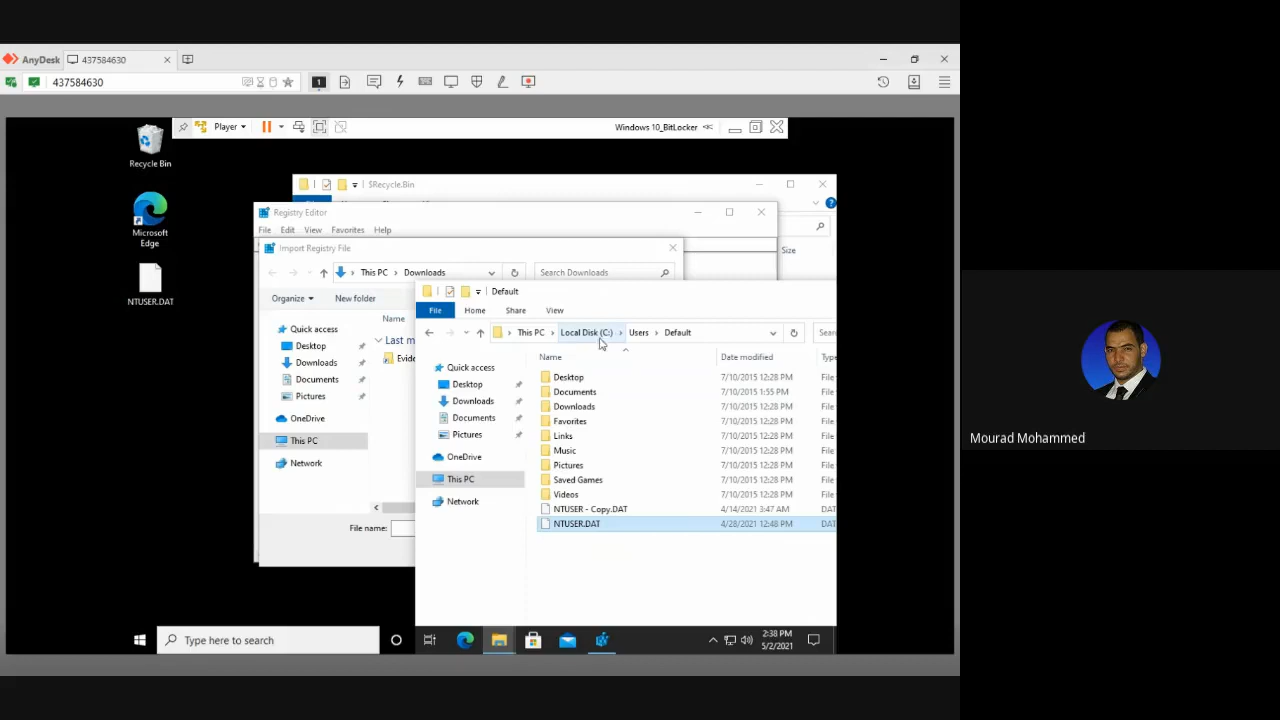 AnyDesk
437584630
437584630
1
Player
Windows 10_BitLocker
Recycle Bin
Microsoft
Edge
NTUSER.DAT
$Recycle.Bin
Size
Registry Editor
File Edit View Favorites Help
Import Registry File
This PC > Downloads
Search Downloads
Organize
New folder
Name
Quick access
Desktop
Downloads
Documents
Pictures
OneDrive
This PC
Network
Last m
Evide
File name:
Default
File Home Share View
This PC > Local Disk (C:) > Users > Default
Sear
Name Date modified Typ
Quick access
Desktop
Downloads
Documents
Pictures
OneDrive
This PC
Network
Desktop 7/10/2015 12:28 PM File
Documents 7/10/2015 1:55 PM File
Downloads 7/10/2015 12:28 PM File
Favorites 7/10/2015 12:28 PM File
Links 7/10/2015 12:28 PM File
Music 7/10/2015 12:28 PM File
Pictures 7/10/2015 12:28 PM File
Saved Games 7/10/2015 12:28 PM File
Videos 7/10/2015 12:28 PM File
NTUSER - Copy.DAT 4/14/2021 3:47 AM DAT
NTUSER.DAT 4/28/2021 12:48 PM DAT
Type here to search
2:38 PM
5/2/2021
Mourad Mohammed